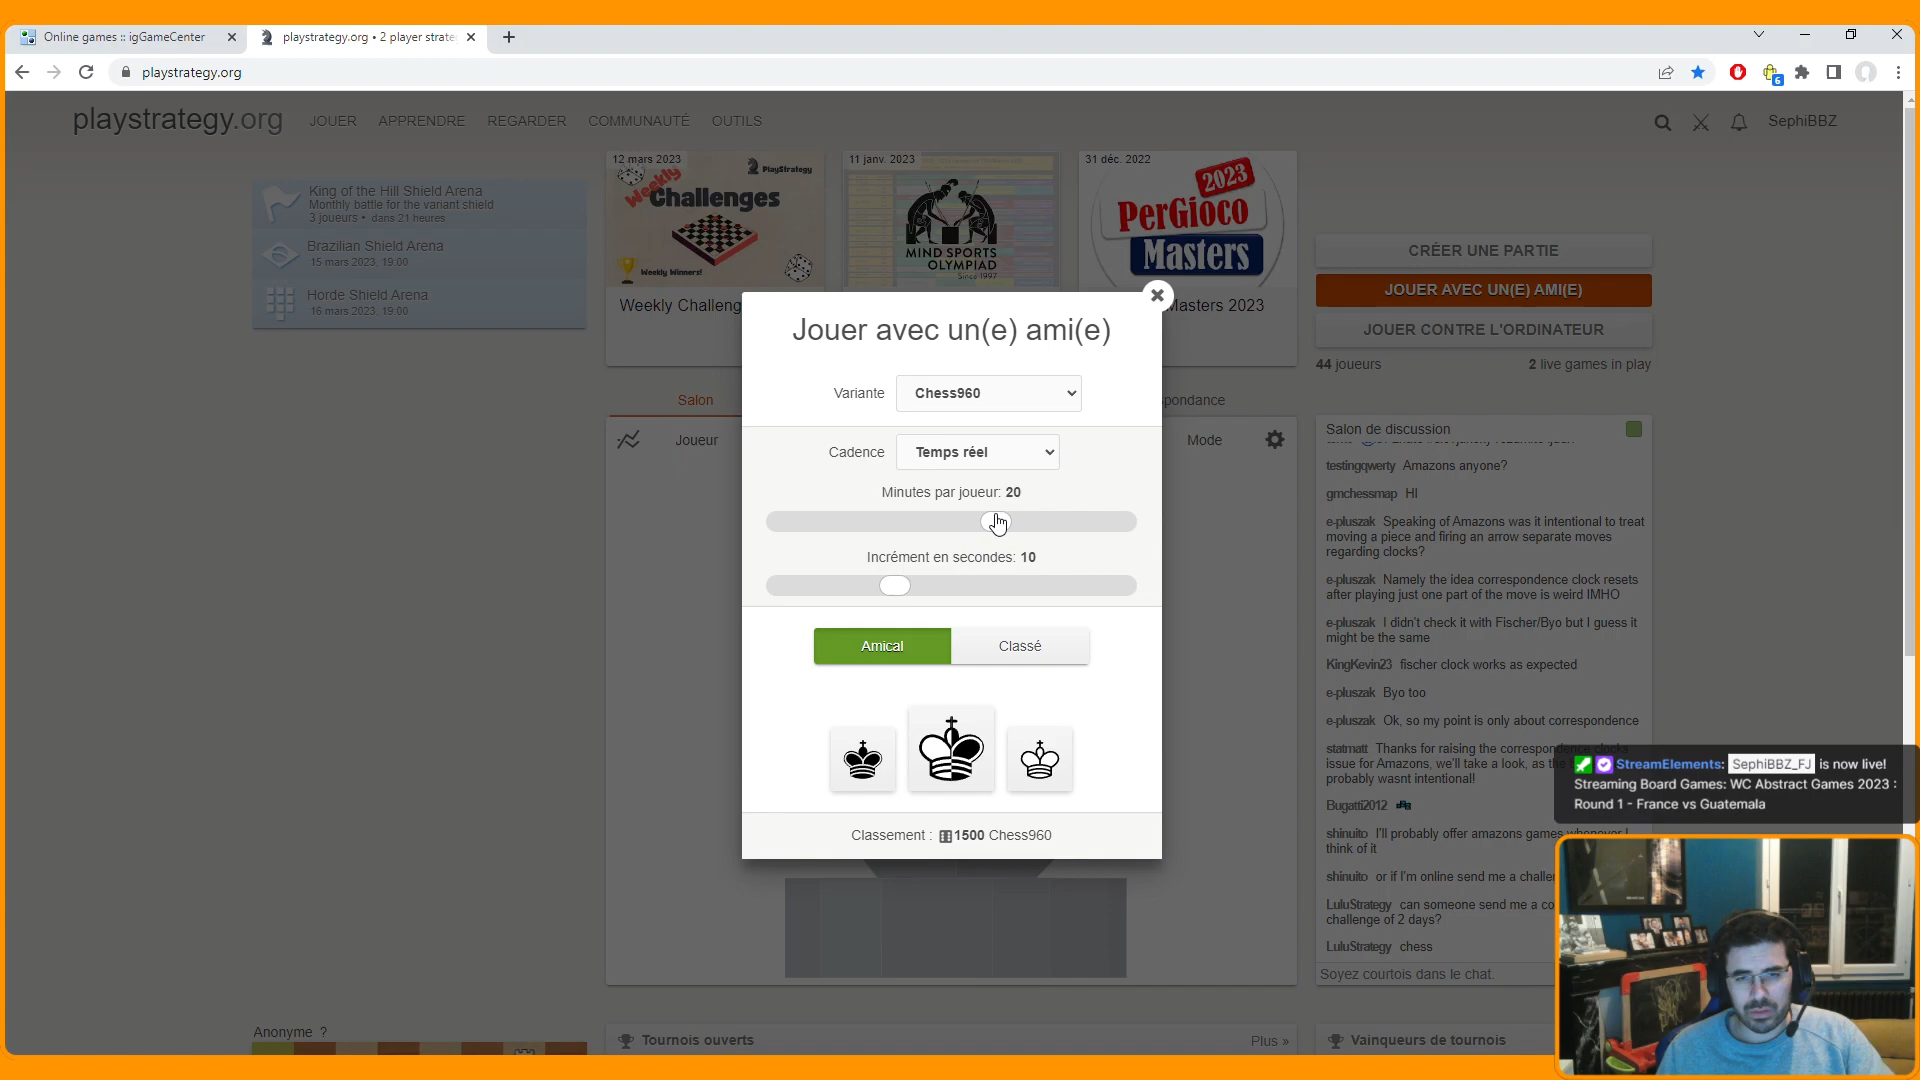 Online games :: igGameCenter
playstrategy.org • 2 player strate
playstrategy.org
6
playstrategy.org
JOUER
APPRENDRE
REGARDER
COMMUNAUTÉ
OUTILS
SephiBBZ
King of the Hill Shield Arena
Monthly battle for the variant shield
3 joueurs • dans 21 heures
Brazilian Shield Arena
15 mars 2023, 19:00
Horde Shield Arena
16 mars 2023, 19:00
12 mars 2023
PlayStrategy
Weekly
Challenges
Weekly Winners!
Weekly Challeng
11 janv. 2023
MIND SPORTS
OLYMPIAD
Since 1997
31 déc. 2022
2023
PerGioco
Masters
Masters 2023
CRÉER UNE PARTIE
JOUER AVEC UN(E) AMI(E)
JOUER CONTRE L'ORDINATEUR
44 joueurs
2 live games in play
Salon
pondance
Joueur
Mode
Jouer avec un(e) ami(e)
Variante
Chess960
Cadence
Temps réel
Minutes par joueur: 20
Incrément en secondes: 10
Amical
Classé
Classement : 1500 Chess960
Salon de discussion
testingqwerty Amazons anyone?
gmchessmap HI
e-pluszak Speaking of Amazons was it intentional to treat
moving a piece and firing an arrow separate moves
regarding clocks?
e-pluszak Namely the idea correspondence clock resets
after playing just one part of the move is weird IMHO
e-pluszak I didn't check it with Fischer/Byo but I guess it
might be the same
KingKevin23 fischer clock works as expected
e-pluszak Byo too
e-pluszak Ok, so my point is only about correspondence
statmatt Thanks for raising the correspondence clocks
issue for Amazons, we'll take a look, as the
probably wasnt intentional!
Bugatti2012
shinuito I'll probably offer amazons games whenever I
think of it
shinuito or if I'm online send me a challen
LuluStrategy can someone send me a co
challenge of 2 days?
LuluStrategy chess
Soyez courtois dans le chat.
StreamElements: SephiBBZ_FJ is now live!
Streaming Board Games: WC Abstract Games 2023 :
Round 1 - France vs Guatemala
Anonyme ?
Tournois ouverts
Plus »
Vainqueurs de tournois